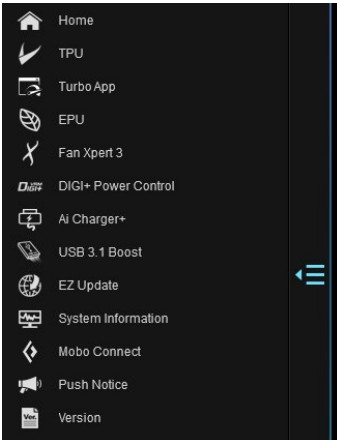 Home
TPU
Turbo App
EPU
Fan Xpert 3
DIGI+ Power Control
Ai Charger+
USB 3.1 Boost
EZ Update
System Information
Mobo Connect
Push Notice
Ver. Version